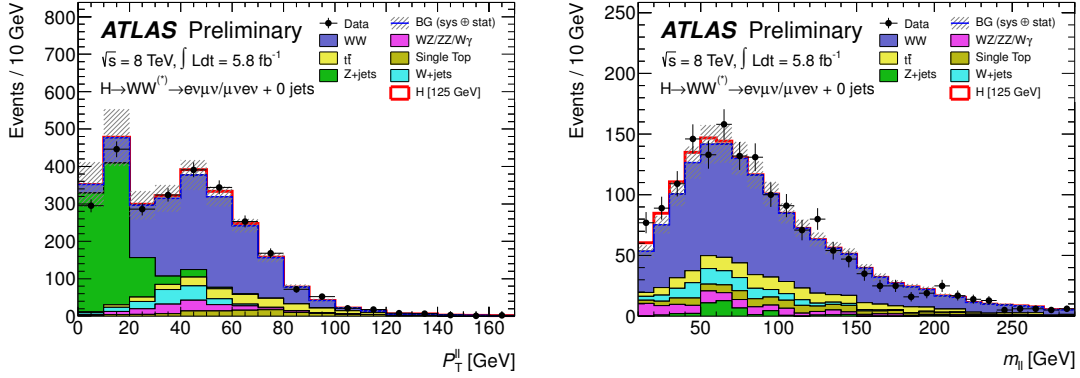 ATLAS Preliminary
√s = 8 TeV, ∫ Ldt = 5.8 fb⁻¹
H→WW(*)→eνμν/μνeν + 0 jets
Data
BG (sys ⊕ stat)
WW
WZ/ZZ/Wγ
tt̄
Single Top
Z+jets
W+jets
H [125 GeV]
Events / 10 GeV
800
700
600
500
400
300
200
100
0
0 20 40 60 80 100 120 140 160
P_T^ll [GeV]
ATLAS Preliminary
√s = 8 TeV, ∫ Ldt = 5.8 fb⁻¹
H→WW(*)→eνμν/μνeν + 0 jets
Data
BG (sys ⊕ stat)
WW
WZ/ZZ/Wγ
tt̄
Single Top
Z+jets
W+jets
H [125 GeV]
Events / 10 GeV
250
200
150
100
50
0
50 100 150 200 250
m_ll [GeV]